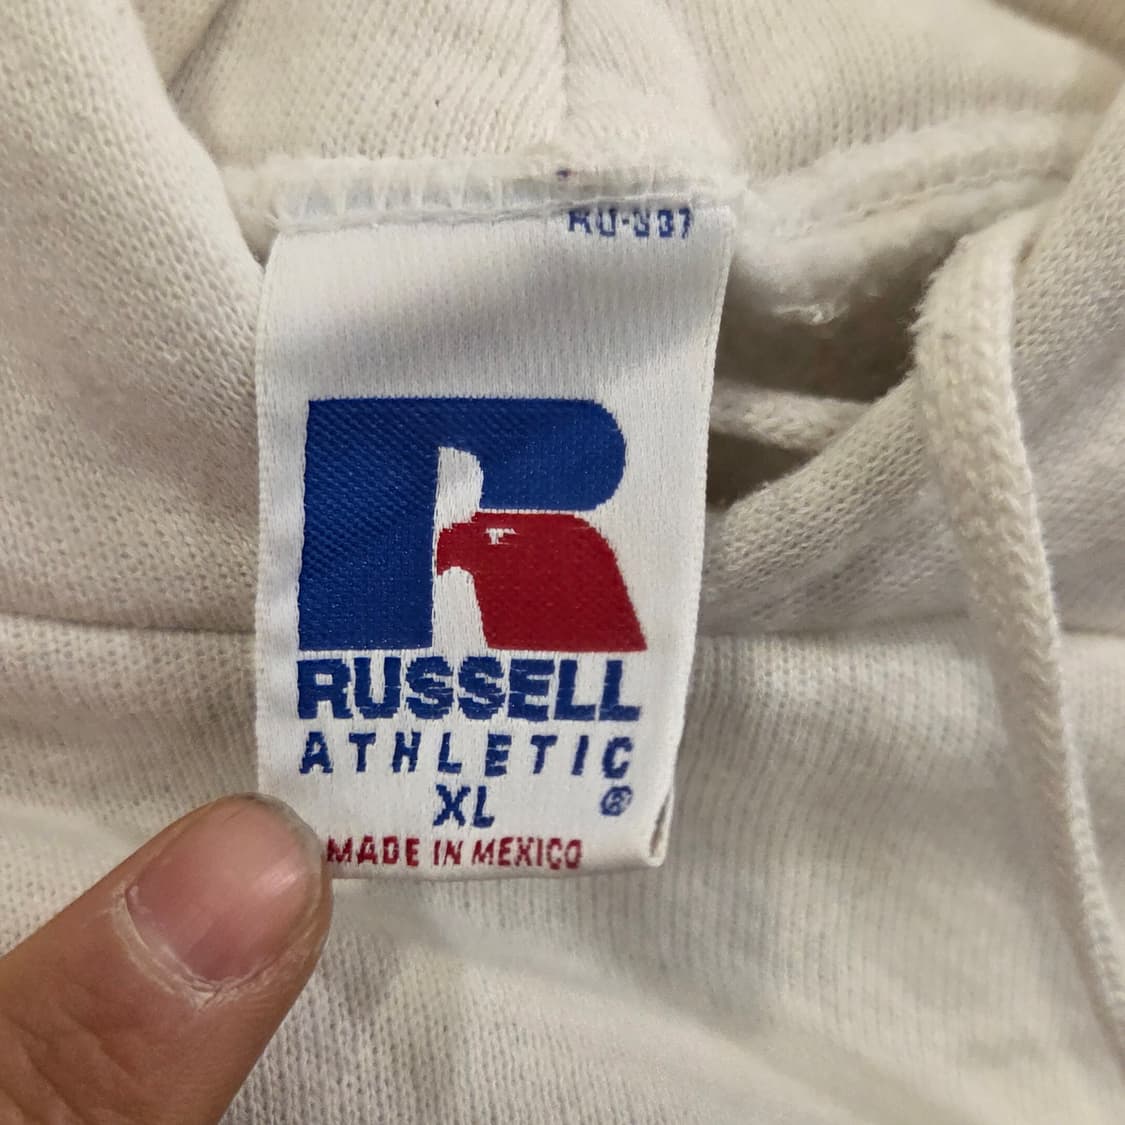 RUSSELL
ATHLETIC
XL ®
MADE IN MEXICO